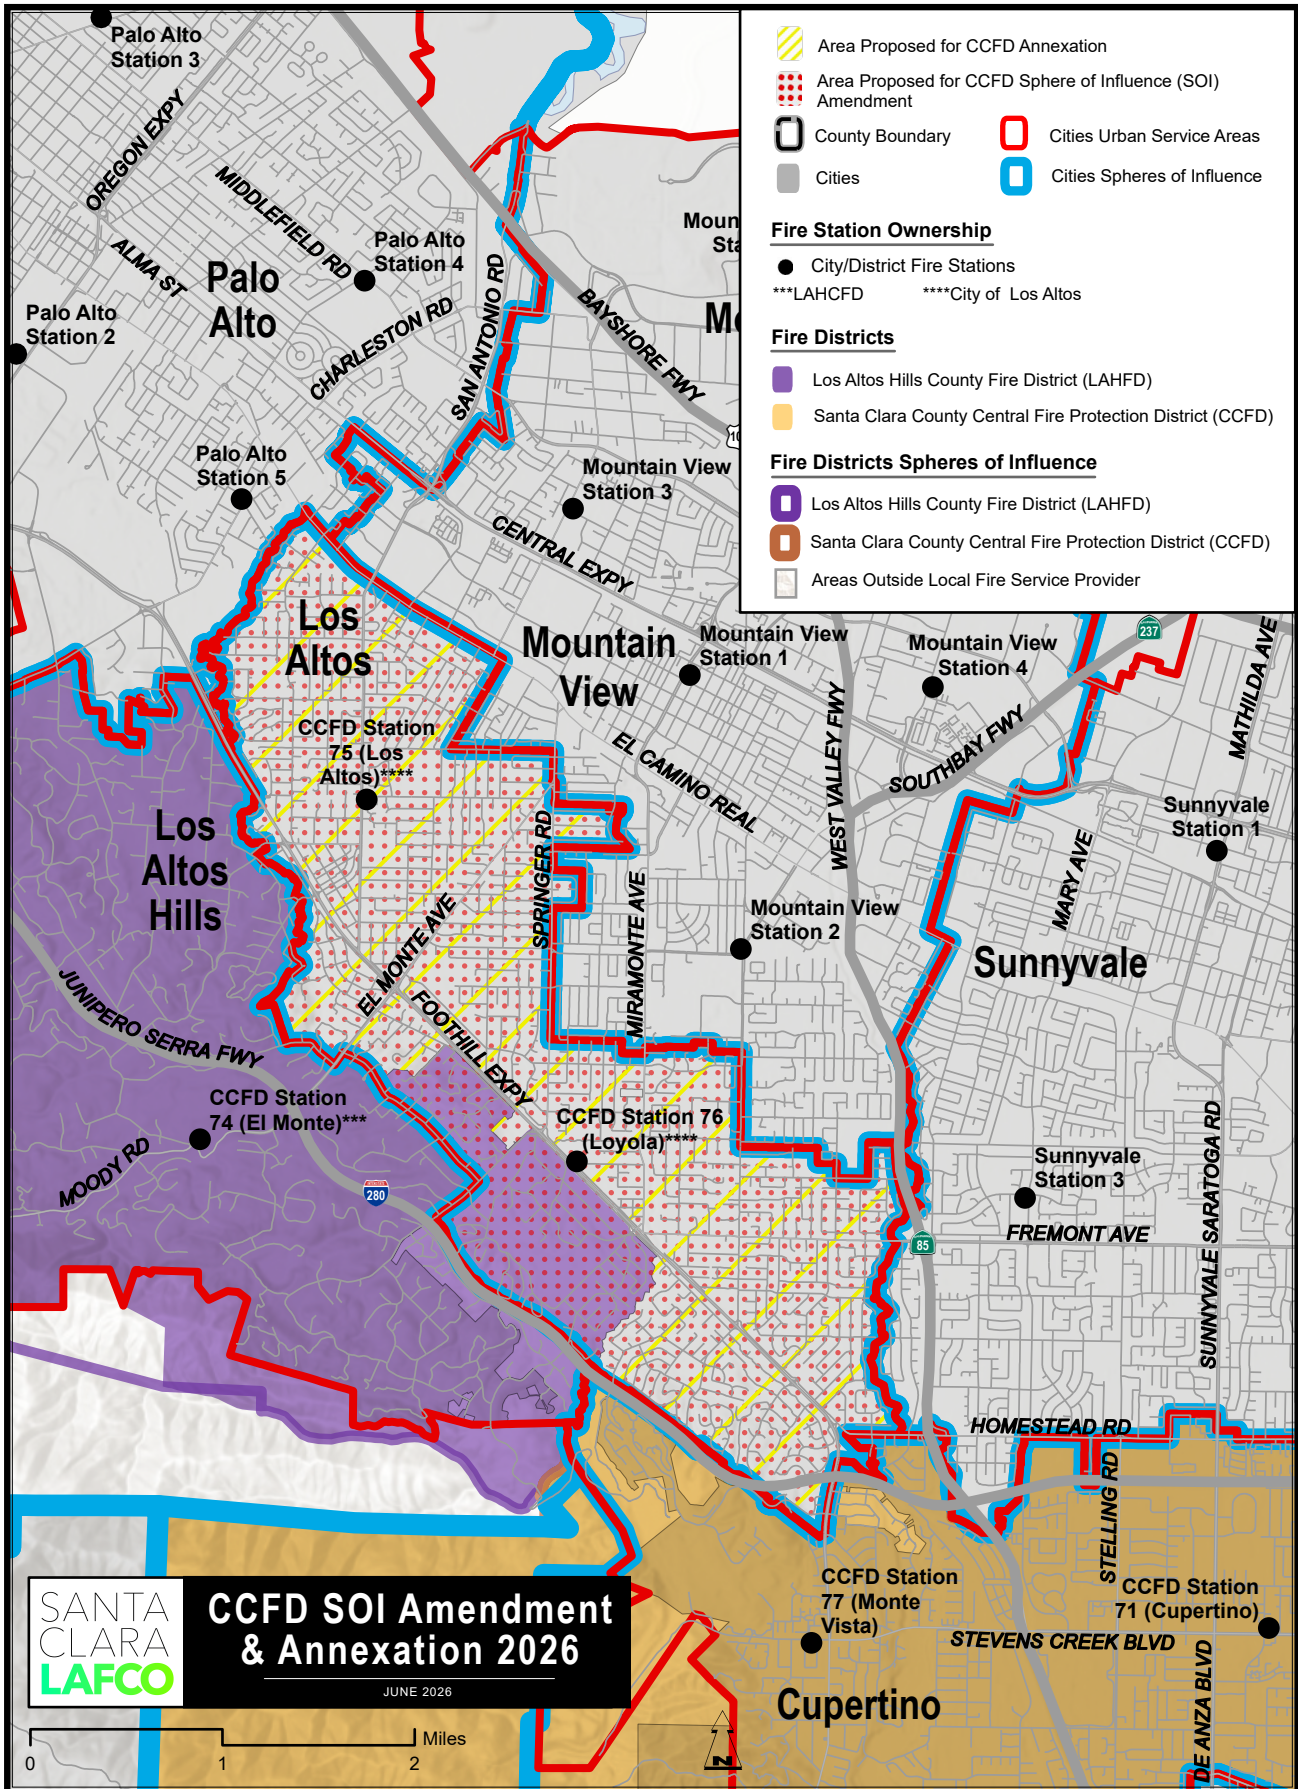 Palo Alto
Station 3
OREGON EXPY
MIDDLEFIELD RD
ALMA ST
Palo
Alto
Palo Alto
Station 4
Palo Alto
Station 2
CHARLESTON RD
SAN ANTONIO RD
BAYSHORE FWY
Palo Alto
Station 5
Mountain View
Station 3
CENTRAL EXPY
Area Proposed for CCFD Annexation
Area Proposed for CCFD Sphere of Influence (SOI)
Amendment
County Boundary
Cities Urban Service Areas
Cities
Cities Spheres of Influence
Fire Station Ownership
City/District Fire Stations
***LAHCFD
****City of Los Altos
Fire Districts
Los Altos Hills County Fire District (LAHFD)
Santa Clara County Central Fire Protection District (CCFD)
Fire Districts Spheres of Influence
Los Altos Hills County Fire District (LAHFD)
Santa Clara County Central Fire Protection District (CCFD)
Areas Outside Local Fire Service Provider
Los
Altos
Mountain
View
Mountain View
Station 1
Mountain View
Station 4
237
MATHILDA AVE
CCFD Station
75 (Los
Altos)****
EL CAMINO REAL
WEST VALLEY FWY
SOUTHBAY FWY
Sunnyvale
Station 1
Los
Altos
Hills
SPRINGER RD
MIRAMONTE AVE
MARY AVE
Mountain View
Station 2
EL MONTE AVE
Sunnyvale
JUNIPERO SERRA FWY
FOOTHILL EXPY
CCFD Station
74 (El Monte)***
CCFD Station 76
(Loyola)****
MOODY RD
280
Sunnyvale
Station 3
FREMONT AVE
85
SUNNYVALE SARATOGA RD
HOMESTEAD RD
STELLING RD
CCFD Station
77 (Monte
Vista)
CCFD Station
71 (Cupertino)
STEVENS CREEK BLVD
DE ANZA BLVD
Cupertino
SANTA
CLARA
LAFCO
CCFD SOI Amendment
& Annexation 2026
JUNE 2026
0 1 2 Miles
N